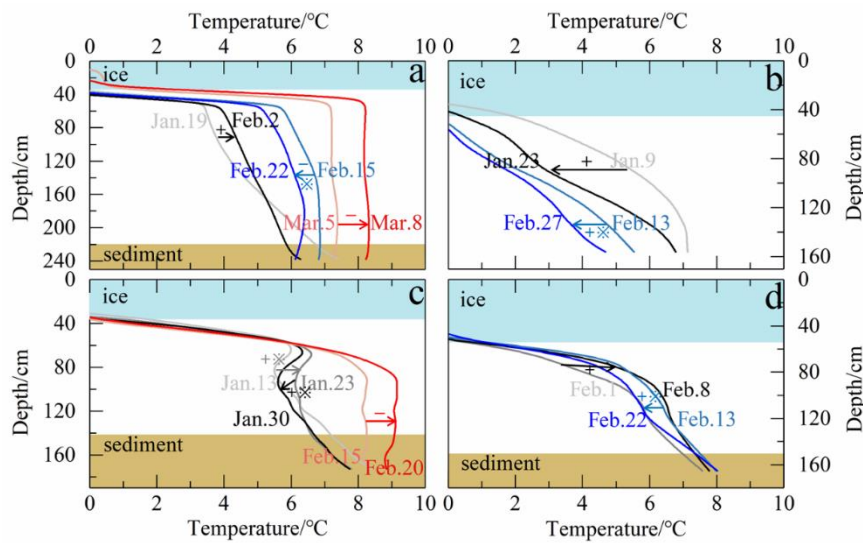 Temperature/°C Temperature/°C
0 2 4 6 8 10 0 2 4 6 8 10
0 ice a 0 ice b
40 40
Jan.19 + Feb.2
80 80
Jan.23 + Jan.9
Depth/cm Depth/cm
120 120
Feb.22 − Feb.15
※
160
Feb.27 Feb.13
+ ※
200 160
Mar.5 − Mar.8
sediment
240
0 ice c 0 ice d
40 40
+ ※
80 − 80 +
Jan.13 Jan.23 Feb.1 Feb.8
+ ※ + ※
Depth/cm Depth/cm
120 120
Jan.30 − Feb.22 Feb.13
sediment sediment
160 Feb.15 160
Feb.20
0 2 4 6 8 10 0 2 4 6 8 10
Temperature/°C Temperature/°C